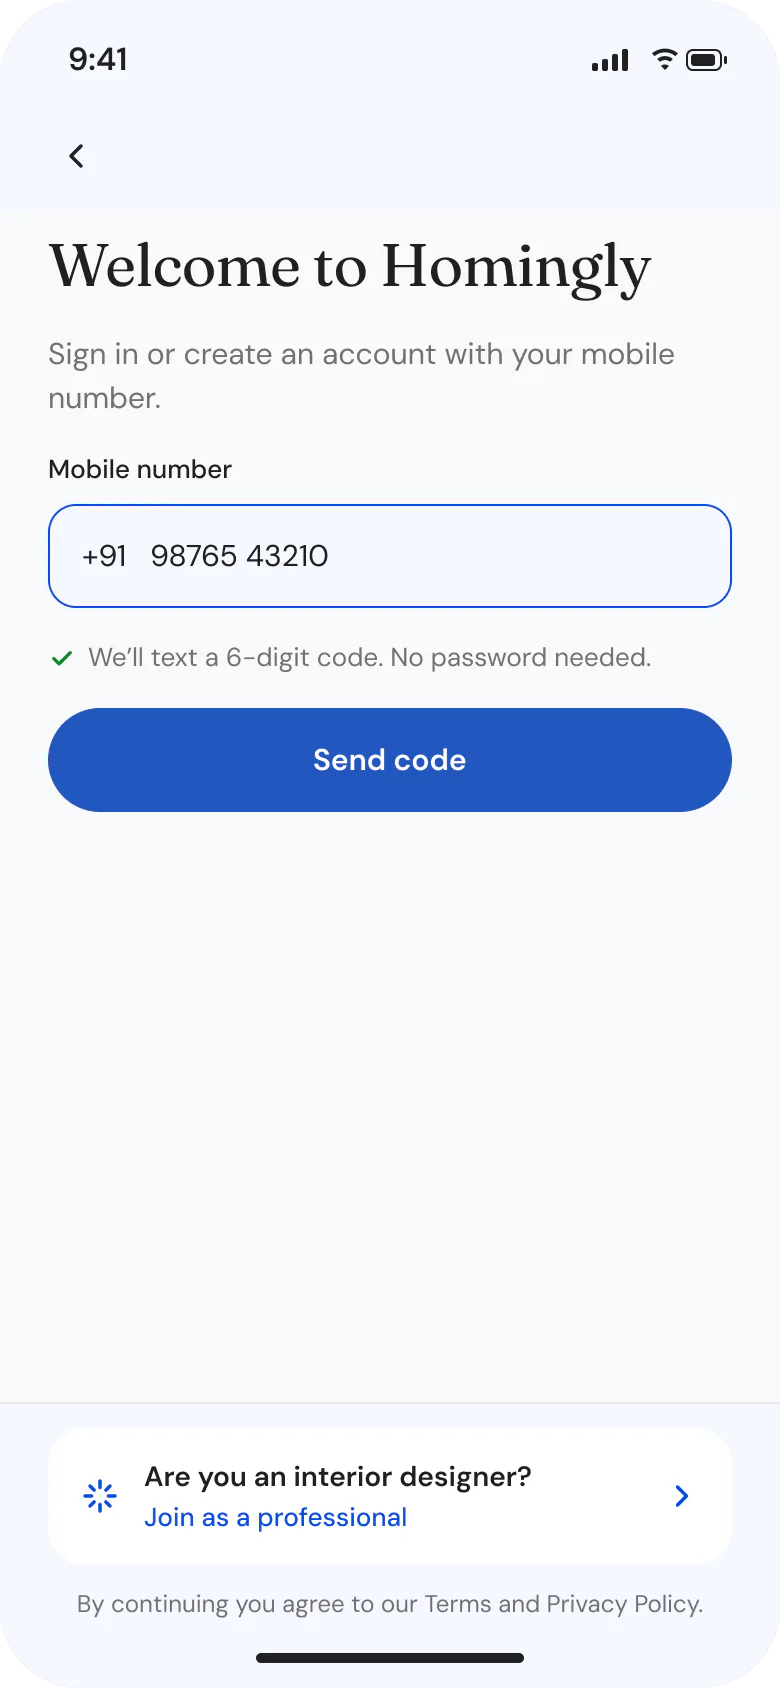 9:41
Welcome to Homingly
Sign in or create an account with your mobile
number.
Mobile number
+91 98765 43210
We’ll text a 6-digit code. No password needed.
Send code
Are you an interior designer?
Join as a professional
By continuing you agree to our Terms and Privacy Policy.